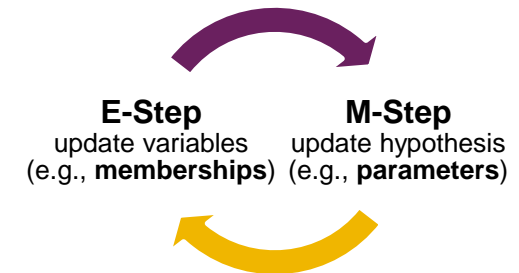 E-Step
update variables
(e.g., memberships)
M-Step
update hypothesis
(e.g., parameters)